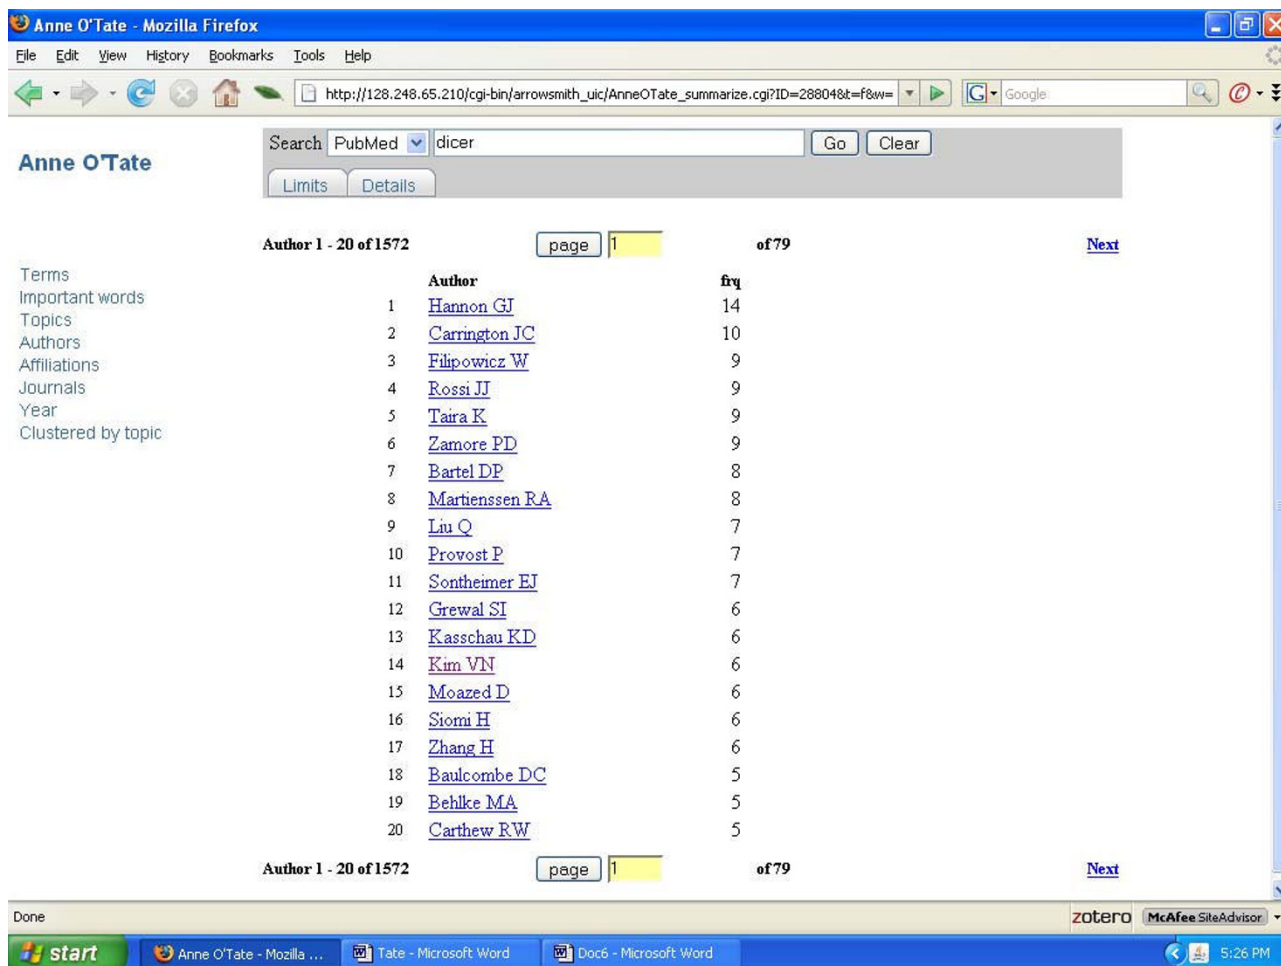 Anne O'Tate - Mozilla Firefox
File Edit View History Bookmarks Tools Help
http://128.248.65.210/cgi-bin/arrowsmith_uic/AnneOTate_summarize.cgi?ID=28804&t=f&w= G Google
Anne O'Tate
Search PubMed dicer Go Clear
Limits Details
Author 1 - 20 of 1572 page 1 of 79 Next
Terms
Important words
Topics
Authors
Affiliations
Journals
Year
Clustered by topic
Author frq
1 Hannon GJ 14
2 Carrington JC 10
3 Filipowicz W 9
4 Rossi JJ 9
5 Taira K 9
6 Zamore PD 9
7 Bartel DP 8
8 Martienssen RA 8
9 Liu Q 7
10 Provost P 7
11 Sontheimer EJ 7
12 Grewal SI 6
13 Kasschau KD 6
14 Kim VN 6
15 Moazed D 6
16 Siomi H 6
17 Zhang H 6
18 Baulcombe DC 5
19 Behlke MA 5
20 Carthew RW 5
Author 1 - 20 of 1572 page 1 of 79 Next
Done zotero McAfee SiteAdvisor
start Anne O'Tate - Mozilla ... Tate - Microsoft Word Doc6 - Microsoft Word 5:26 PM